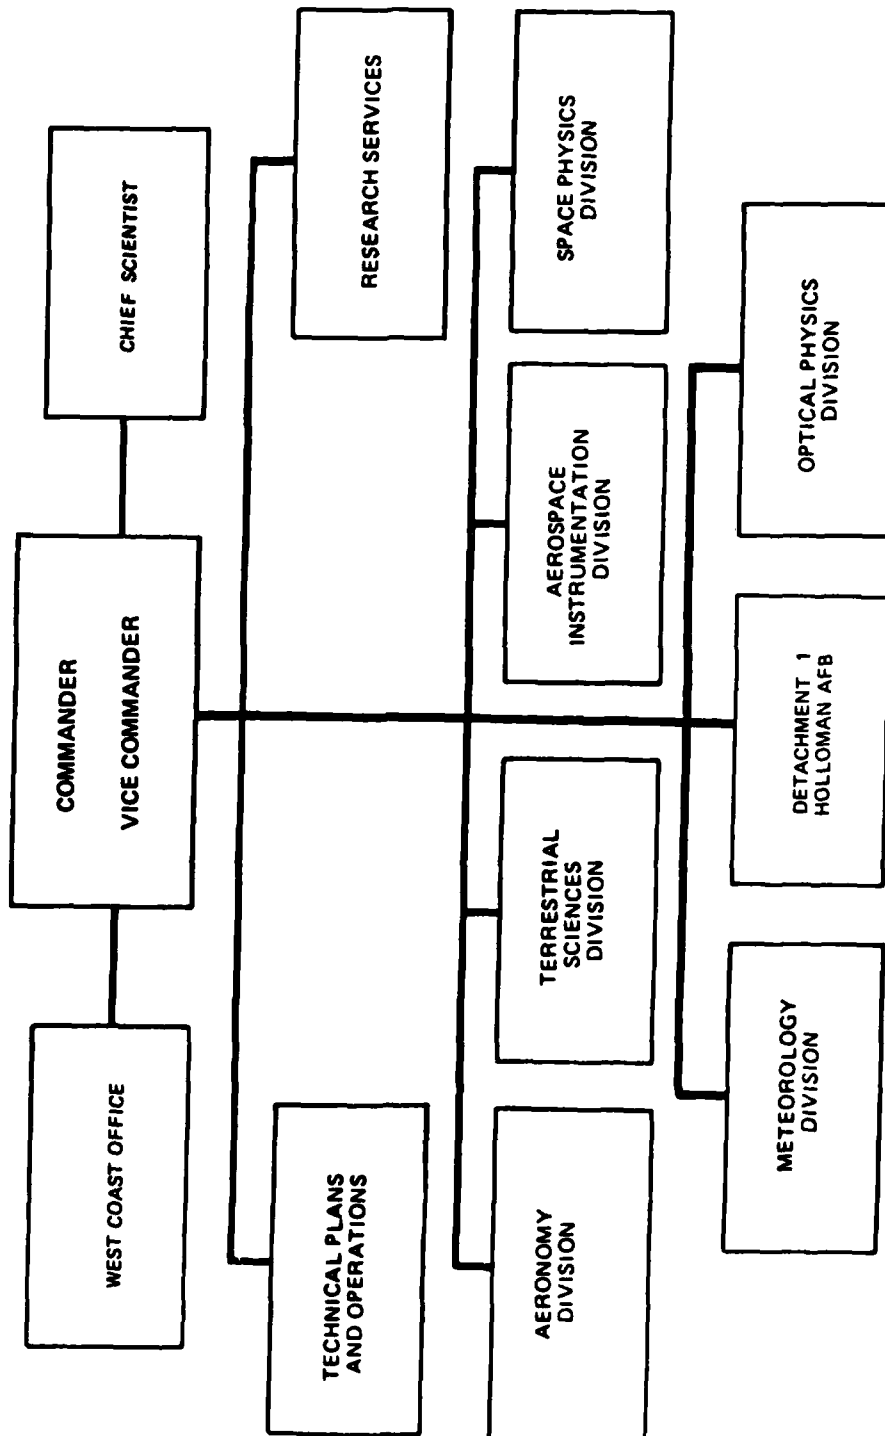 COMMANDER
VICE COMMANDER
WEST COAST OFFICE
CHIEF SCIENTIST
TECHNICAL PLANS
AND OPERATIONS
RESEARCH SERVICES
AERONOMY
DIVISION
TERRESTRIAL
SCIENCES
DIVISION
AEROSPACE
INSTRUMENTATION
DIVISION
SPACE PHYSICS
DIVISION
METEOROLOGY
DIVISION
DETACHMENT 1
HOLLOMAN AFB
OPTICAL PHYSICS
DIVISION